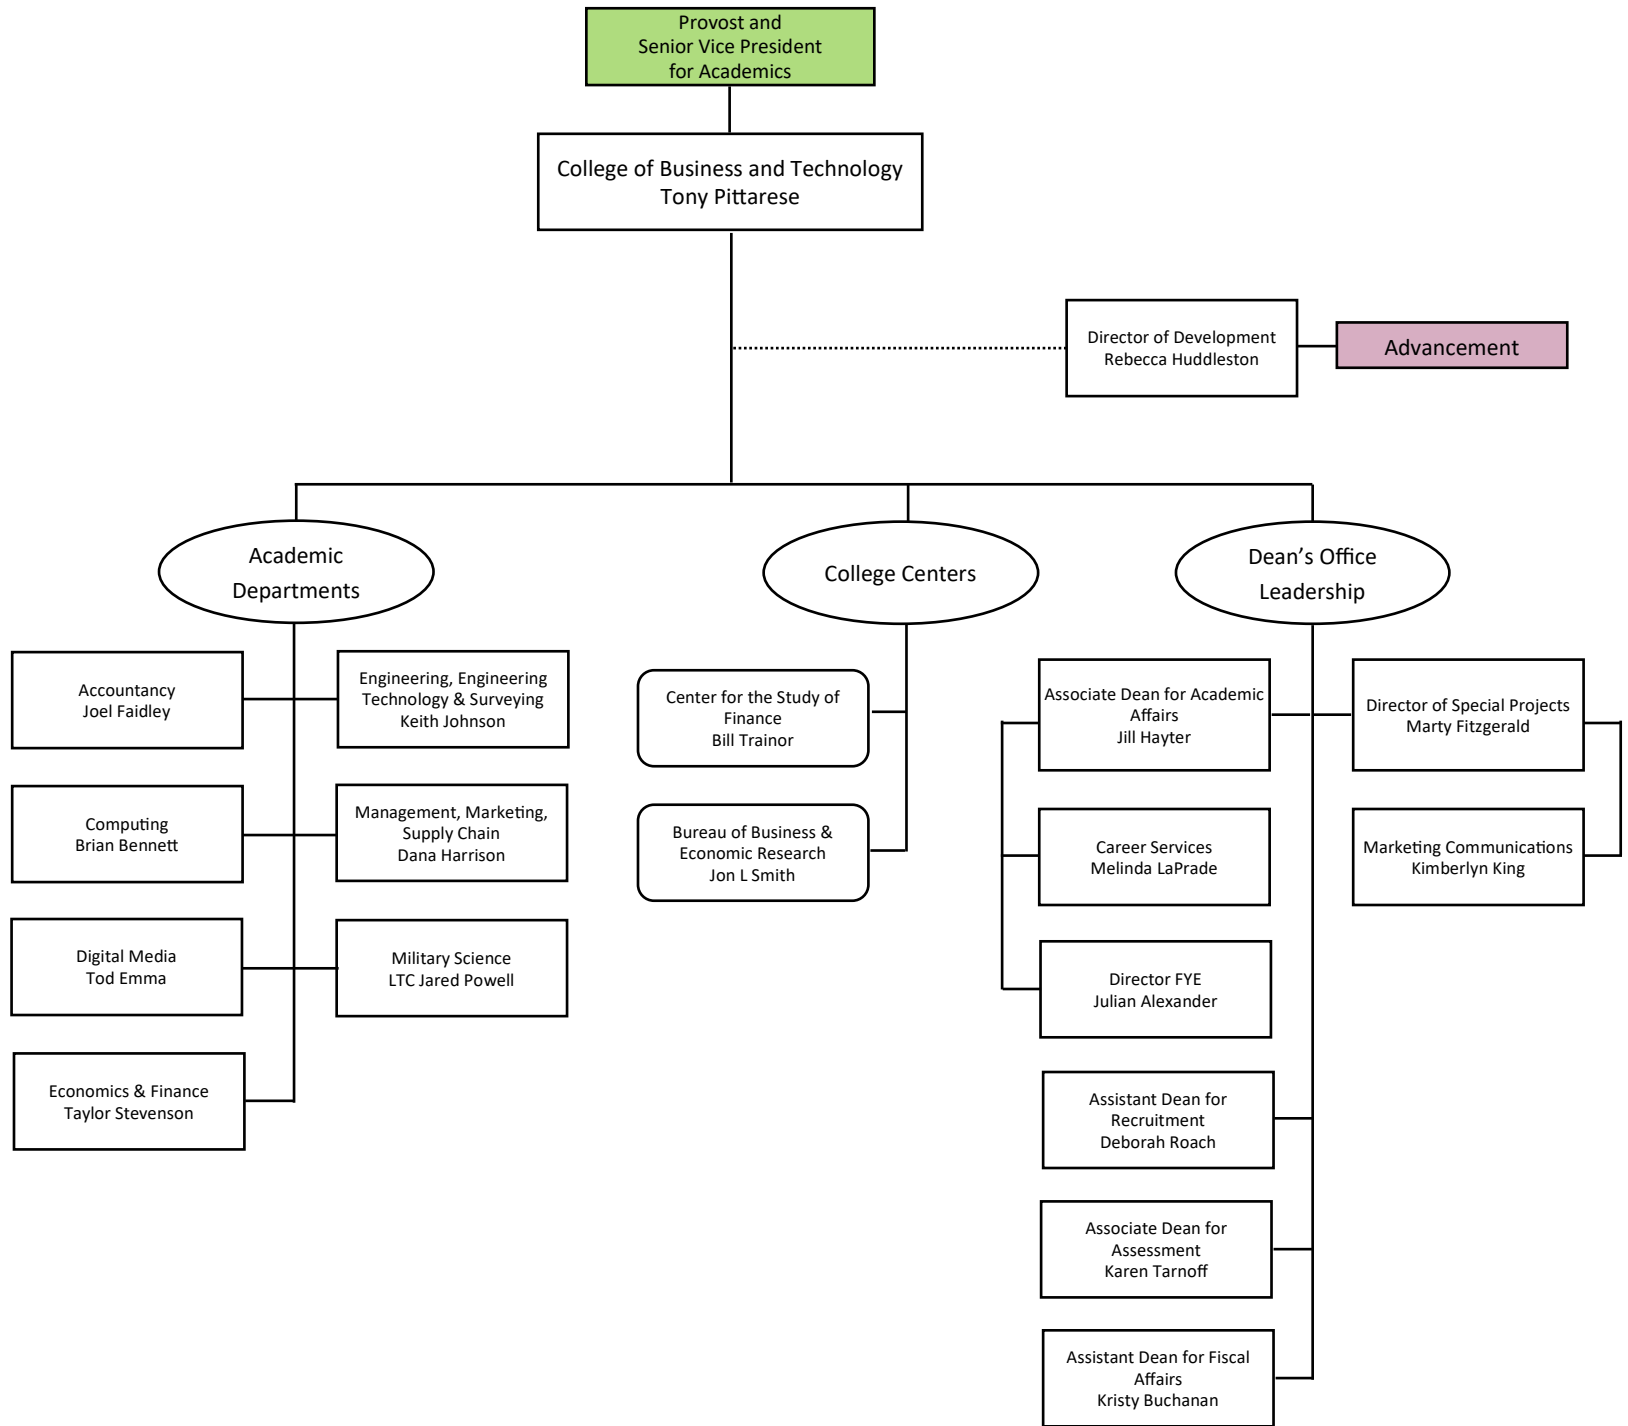 Provost and
Senior Vice President
for Academics
College of Business and Technology
Tony Pittarese
Director of Development
Rebecca Huddleston
Advancement
Academic
Departments
College Centers
Dean’s Office
Leadership
Accountancy
Joel Faidley
Engineering, Engineering
Technology & Surveying
Keith Johnson
Computing
Brian Bennett
Management, Marketing,
Supply Chain
Dana Harrison
Digital Media
Tod Emma
Military Science
LTC Jared Powell
Economics & Finance
Taylor Stevenson
Center for the Study of
Finance
Bill Trainor
Bureau of Business &
Economic Research
Jon L Smith
Associate Dean for Academic
Affairs
Jill Hayter
Director of Special Projects
Marty Fitzgerald
Career Services
Melinda LaPrade
Marketing Communications
Kimberlyn King
Director FYE
Julian Alexander
Assistant Dean for
Recruitment
Deborah Roach
Associate Dean for
Assessment
Karen Tarnoff
Assistant Dean for Fiscal
Affairs
Kristy Buchanan